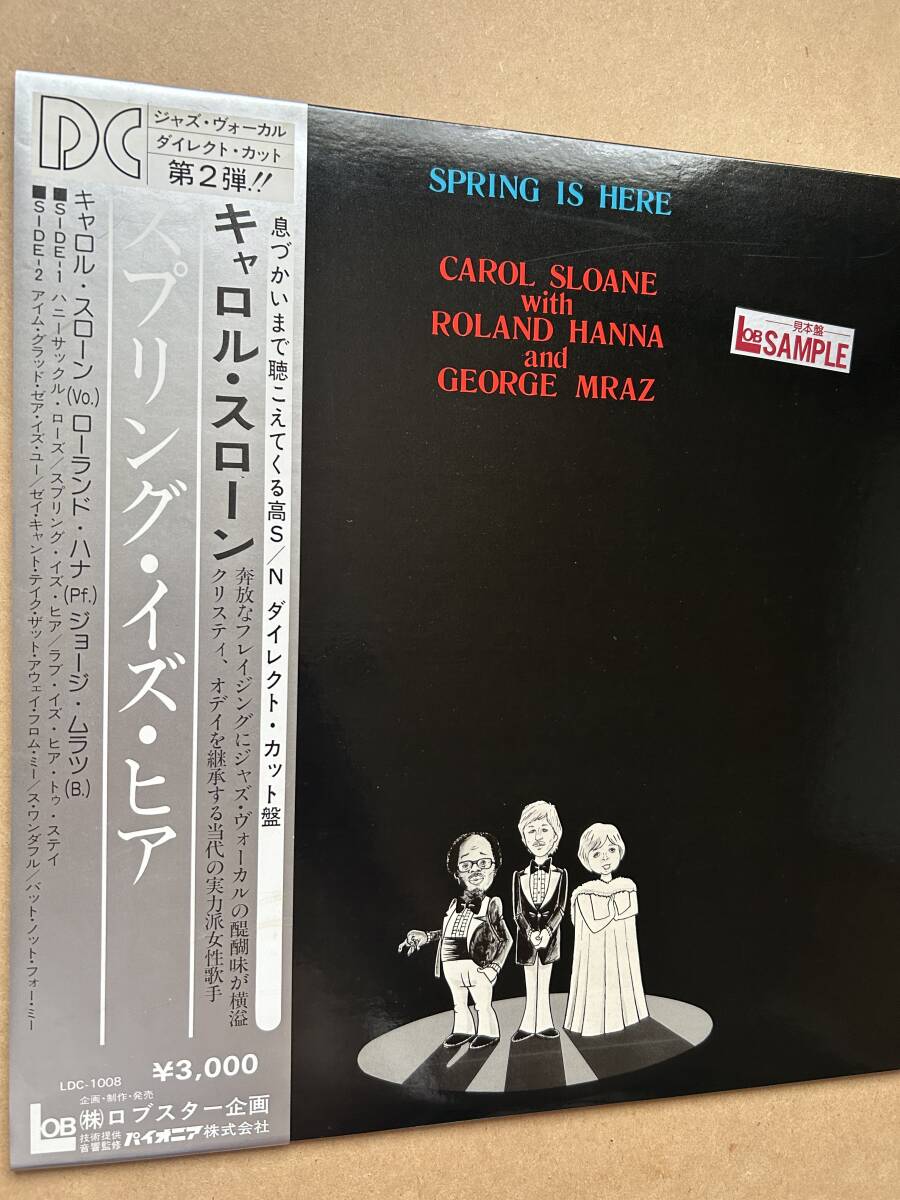 DC
ジャズ・ヴォーカル
ダイレクト・カット
第2弾!!
息づかいまで聴こえてくる高S/N ダイレクト・カット盤
キャロル・スローン
奔放なフレイジングにジャズ・ヴォーカルの醍醐味が横溢
クリスティ、オデイを継承する当代の実力派女性歌手
スプリング・イズ・ヒア
キャロル・スローン(Vo.) ローランド・ハナ(Pf.) ジョージ・ムラツ(B.)
■SIDE-1 ハニーサックル・ローズ/スプリング・イズ・ヒア/ラブ・イズ・ヒア・トゥ・ステイ
■SIDE-2 アイム・グラッド・ゼア・イズ・ユー/ゼイ・キャント・テイク・ザット・アウェイ・フロム・ミー/ス・ワンダフル/バット・ノット・フォー・ミー
¥3,000
LDC-1008
企画・制作・発売
LOB
(株)ロブスター企画
技術提供
音響監修
パイオニア株式会社
SPRING IS HERE
CAROL SLOANE
with
ROLAND HANNA
and
GEORGE MRAZ
見本盤
LOB SAMPLE